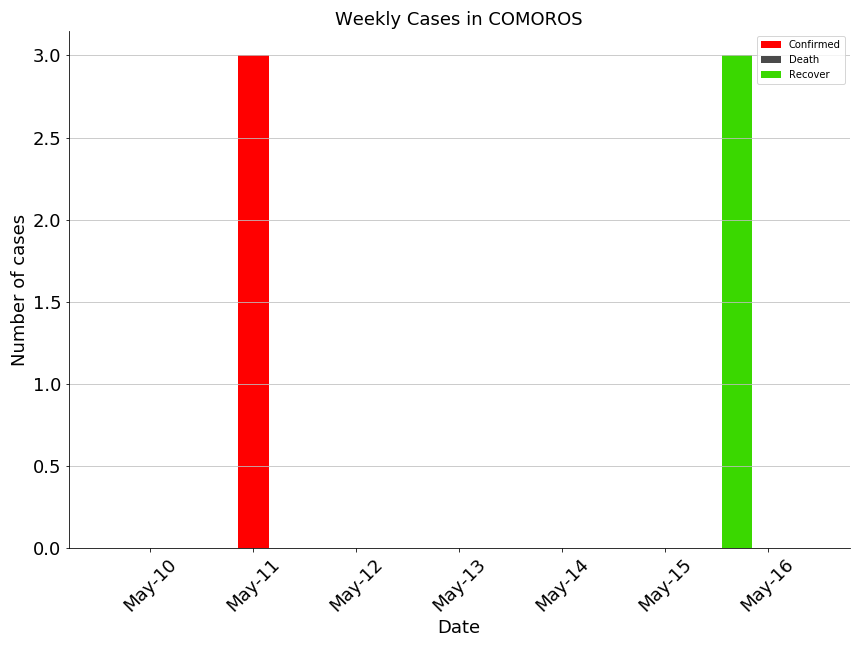 Weekly Cases in COMOROS
Confirmed
Death
Recover
Number of cases
3.0
2.5
2.0
1.5
1.0
0.5
0.0
May-10
May-11
May-12
May-13
May-14
May-15
May-16
Date